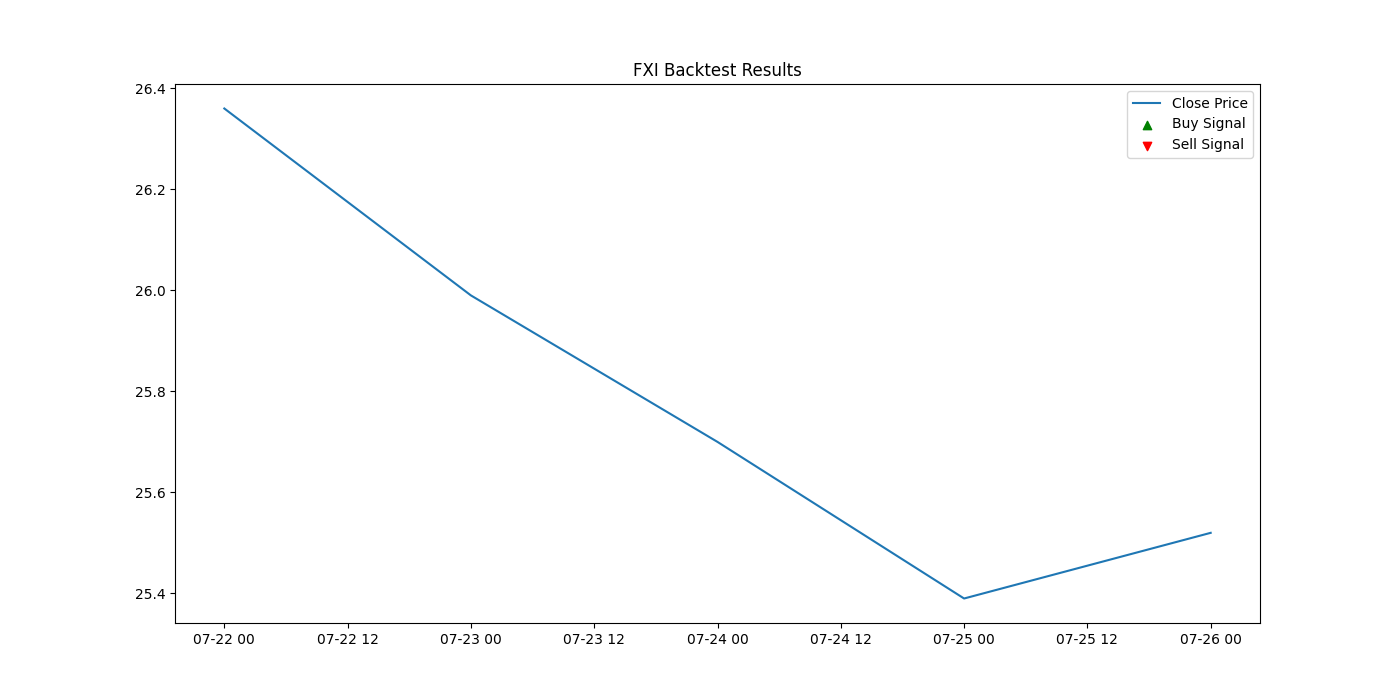 FXI Backtest Results
Close Price
Buy Signal
Sell Signal
26.4
26.2
26.0
25.8
25.6
25.4
07-22 00 07-22 12 07-23 00 07-23 12 07-24 00 07-24 12 07-25 00 07-25 12 07-26 00